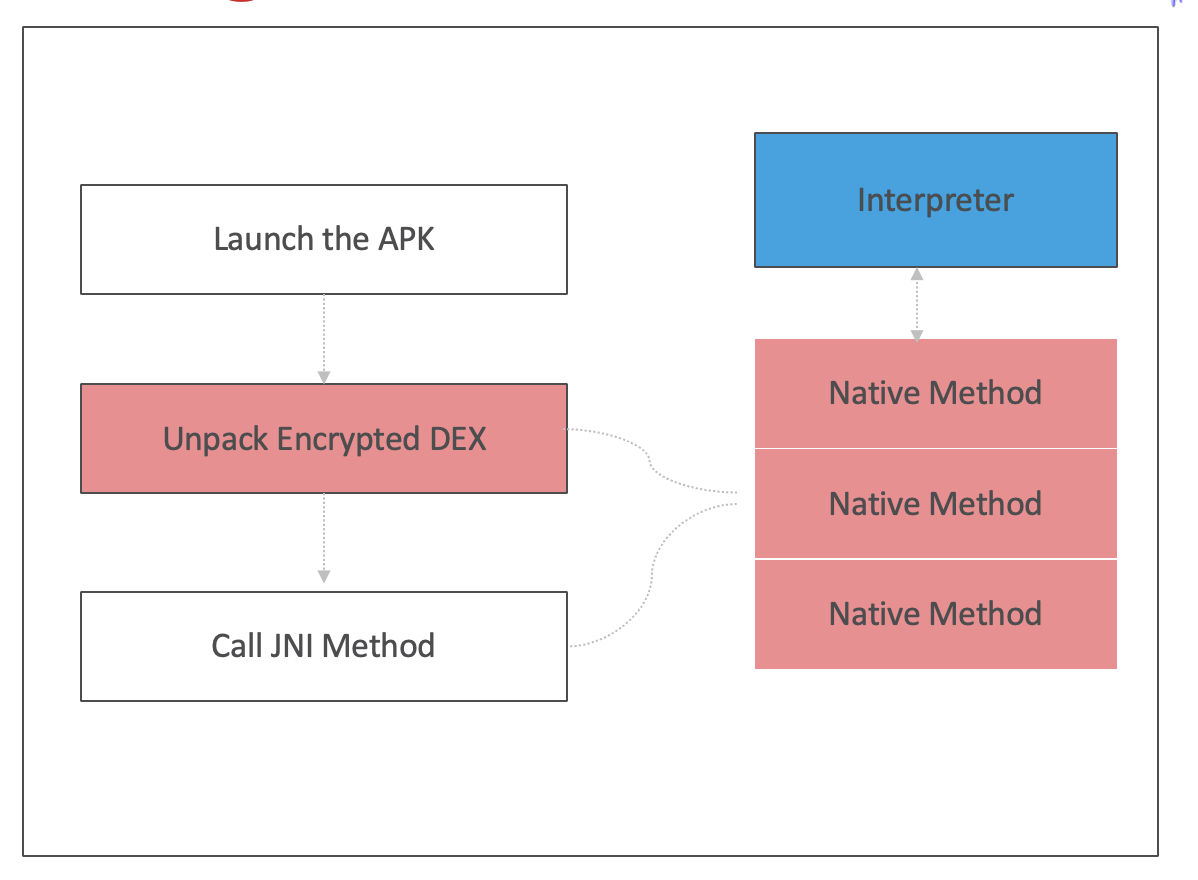 Launch the APK
Unpack Encrypted DEX
Call JNI Method
Interpreter
Native Method
Native Method
Native Method